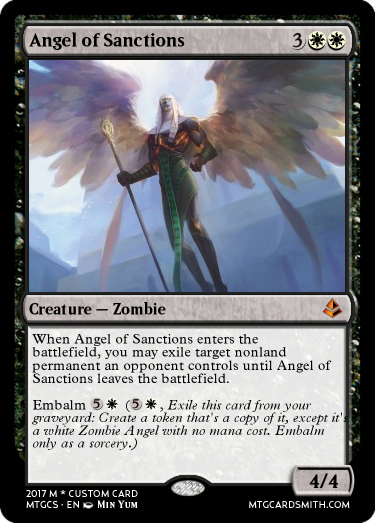 Angel of Sanctions 3
Creature — Zombie
When Angel of Sanctions enters the
battlefield, you may exile target nonland
permanent an opponent controls until Angel of
Sanctions leaves the battlefield.
Embalm 5 (5, Exile this card from your
graveyard: Create a token that's a copy of it, except it's
a white Zombie Angel with no mana cost. Embalm
only as a sorcery.)
4/4
2017 M * CUSTOM CARD
MTGCS • EN MIN YUM
MTGCARDSMITH.COM